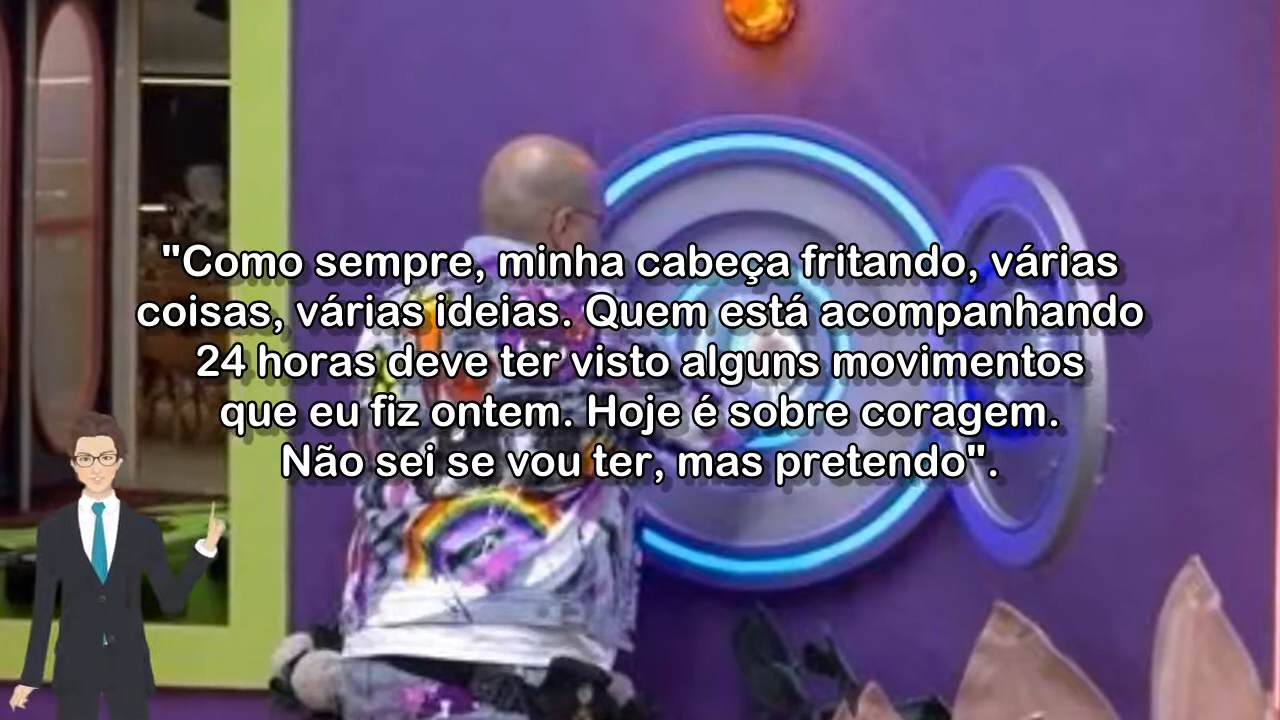 "Como sempre, minha cabeça fritando, várias
coisas, várias ideias. Quem está acompanhando
24 horas deve ter visto alguns movimentos
que eu fiz ontem. Hoje é sobre coragem.
Não sei se vou ter, mas pretendo".